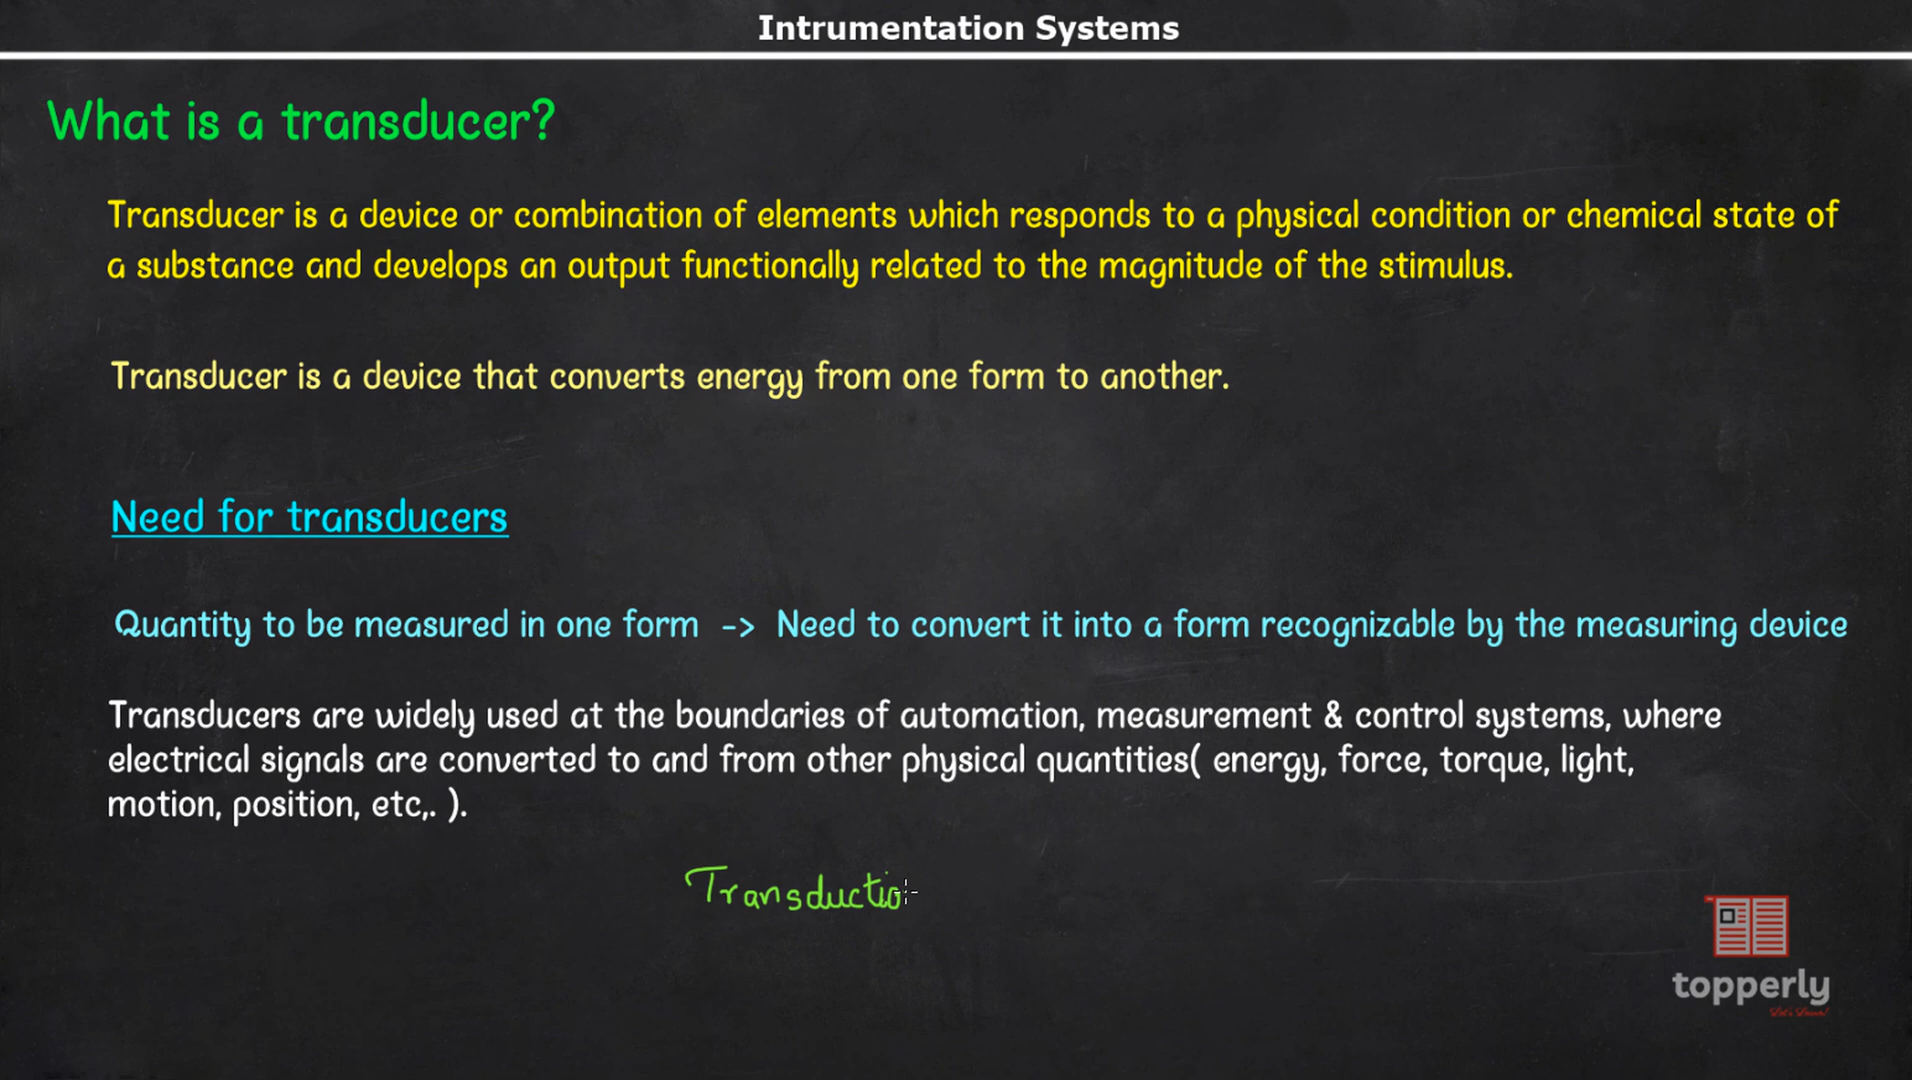 Intrumentation Systems
What is a transducer?
Transducer is a device or combination of elements which responds to a physical condition or chemical state of
a substance and develops an output functionally related to the magnitude of the stimulus.
Transducer is a device that converts energy from one form to another.
Need for transducers
Quantity to be measured in one form -> Need to convert it into a form recognizable by the measuring device
Transducers are widely used at the boundaries of automation, measurement & control systems, where
electrical signals are converted to and from other physical quantities( energy, force, torque, light,
motion, position, etc,. ).
Transductio
topperly
Let's Learn!